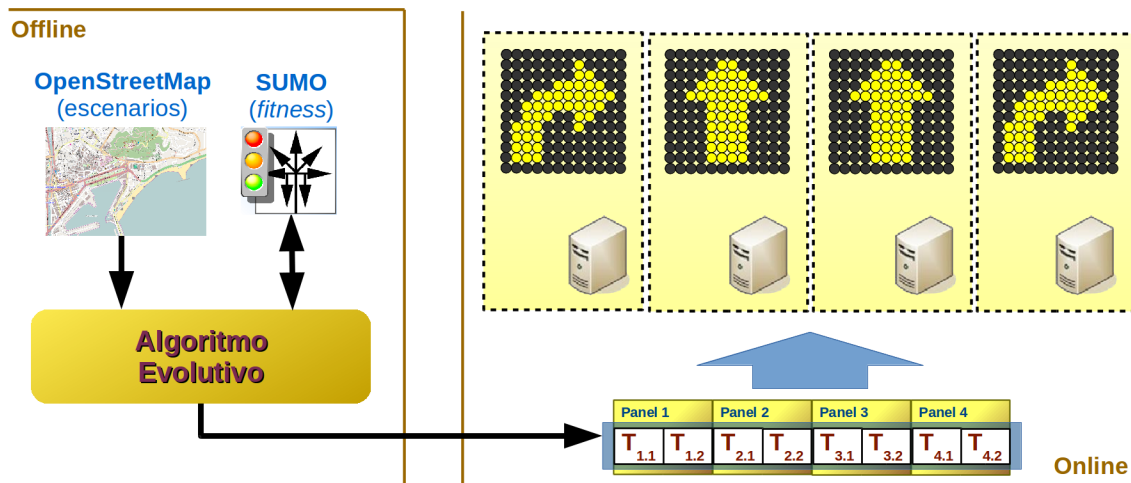 Offline
OpenStreetMap
(escenarios)
SUMO
(fitness)
Algoritmo
Evolutivo
Panel 1 Panel 2 Panel 3 Panel 4
T1.1 T1.2 T2.1 T2.2 T3.1 T3.2 T4.1 T4.2
Online